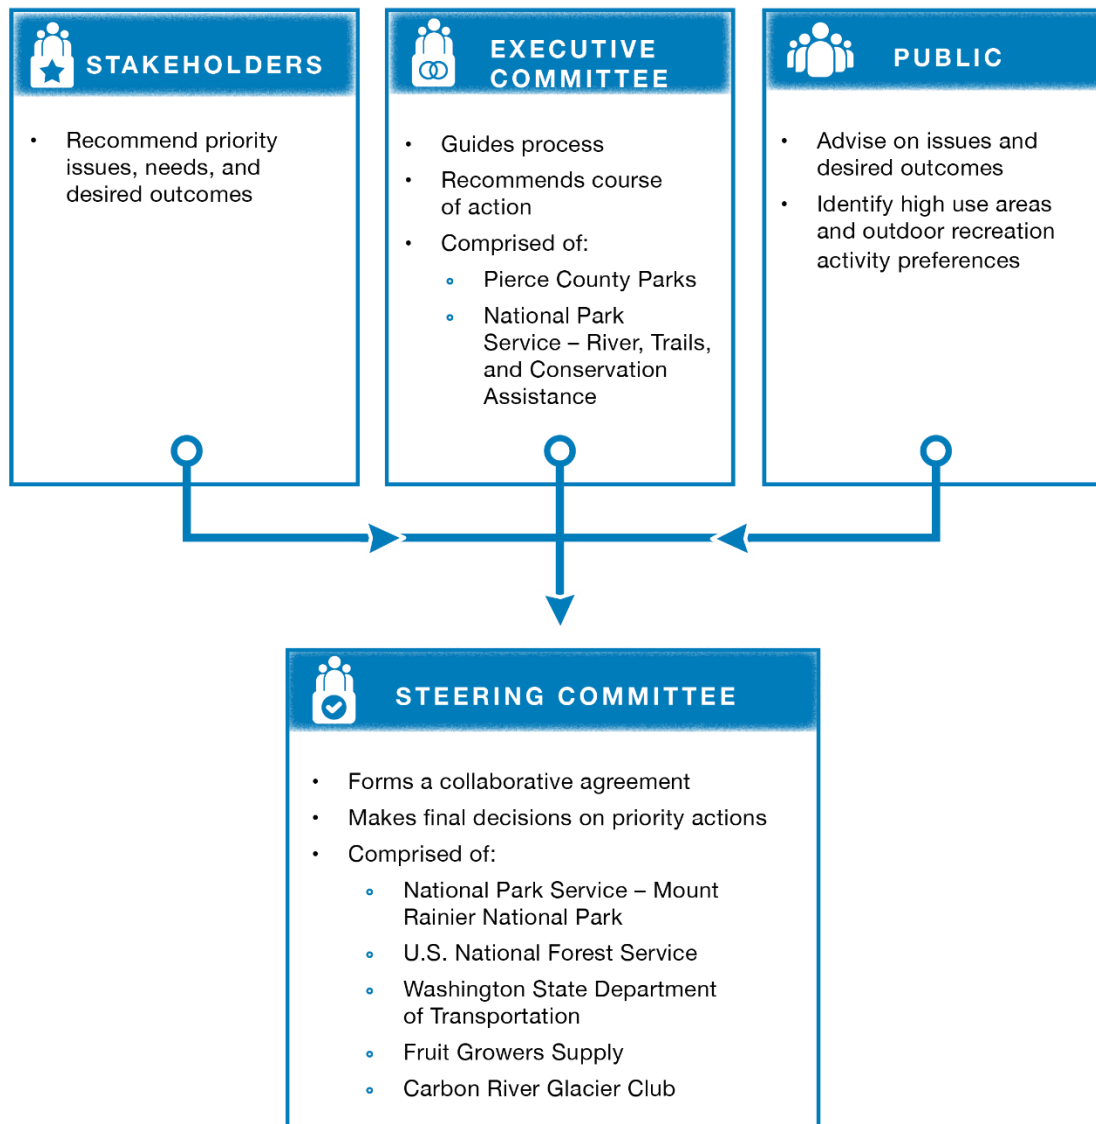 STAKEHOLDERS
• Recommend priority
issues, needs, and
desired outcomes
EXECUTIVE
COMMITTEE
• Guides process
• Recommends course
of action
• Comprised of:
Pierce County Parks
National Park
Service – River, Trails,
and Conservation
Assistance
PUBLIC
• Advise on issues and
desired outcomes
• Identify high use areas
and outdoor recreation
activity preferences
STEERING COMMITTEE
• Forms a collaborative agreement
• Makes final decisions on priority actions
• Comprised of:
National Park Service – Mount
Rainier National Park
U.S. National Forest Service
Washington State Department
of Transportation
Fruit Growers Supply
Carbon River Glacier Club